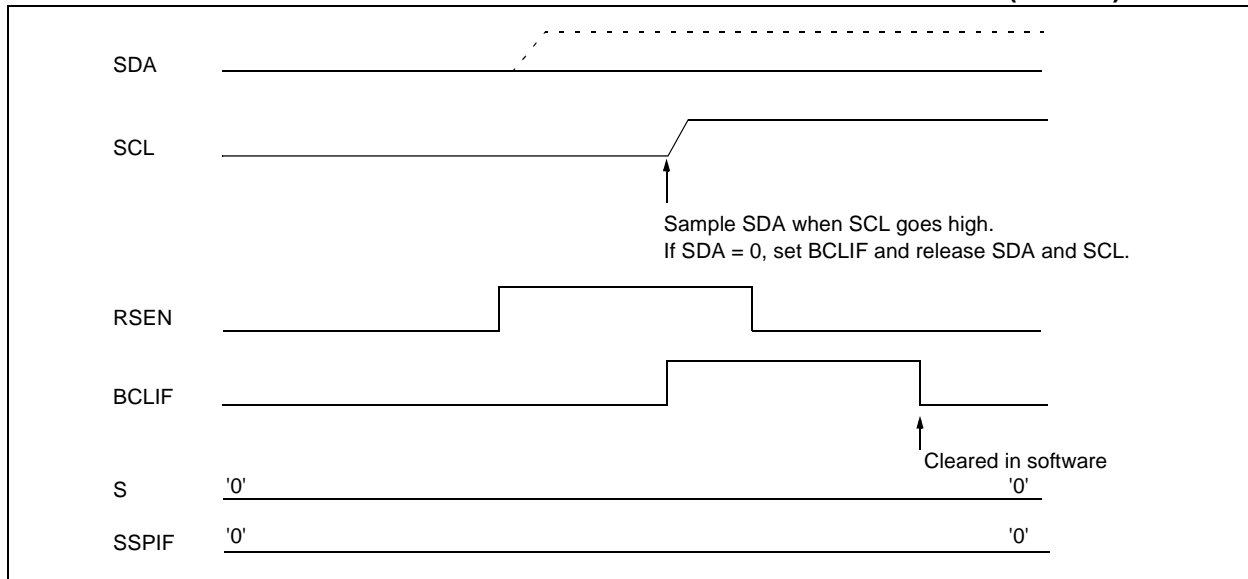 SDA
SCL
Sample SDA when SCL goes high.
If SDA = 0, set BCLIF and release SDA and SCL.
RSEN
BCLIF
Cleared in software
S '0' '0'
SSPIF '0' '0'